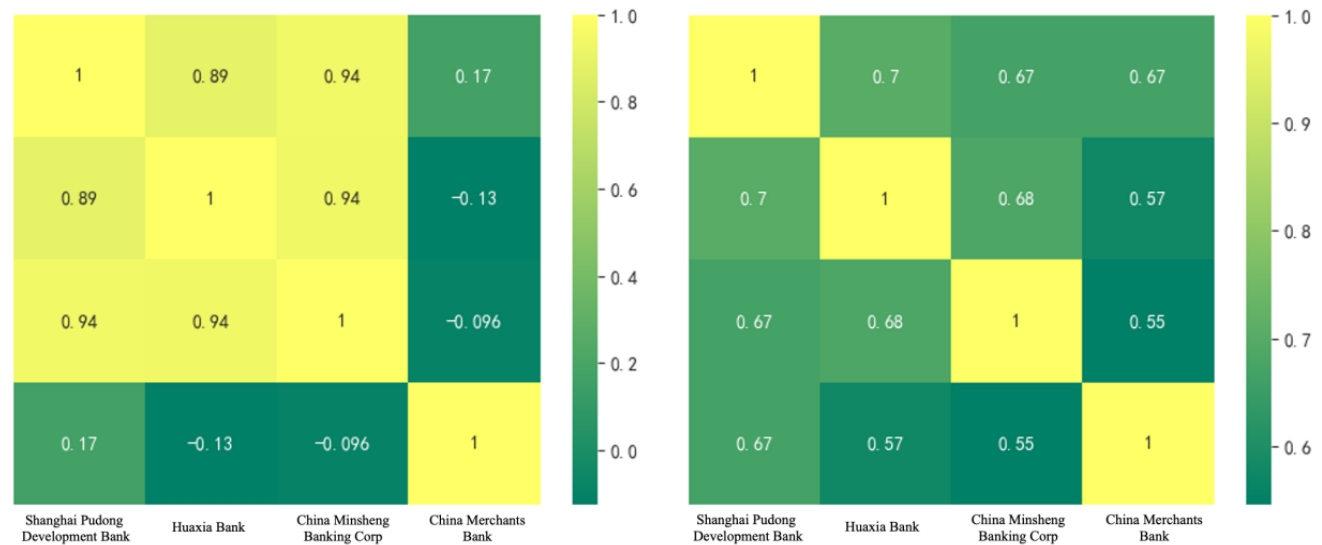 1 0.89 0.94 0.17
0.89 1 0.94 -0.13
0.94 0.94 1 -0.096
0.17 -0.13 -0.096 1
Shanghai Pudong
Development Bank
Huaxia Bank
China Minsheng
Banking Corp
China Merchants
Bank
1.0
0.8
0.6
0.4
0.2
0.0
1 0.7 0.67 0.67
0.7 1 0.68 0.57
0.67 0.68 1 0.55
0.67 0.57 0.55 1
Shanghai Pudong
Development Bank
Huaxia Bank
China Minsheng
Banking Corp
China Merchants
Bank
1.0
0.9
0.8
0.7
0.6